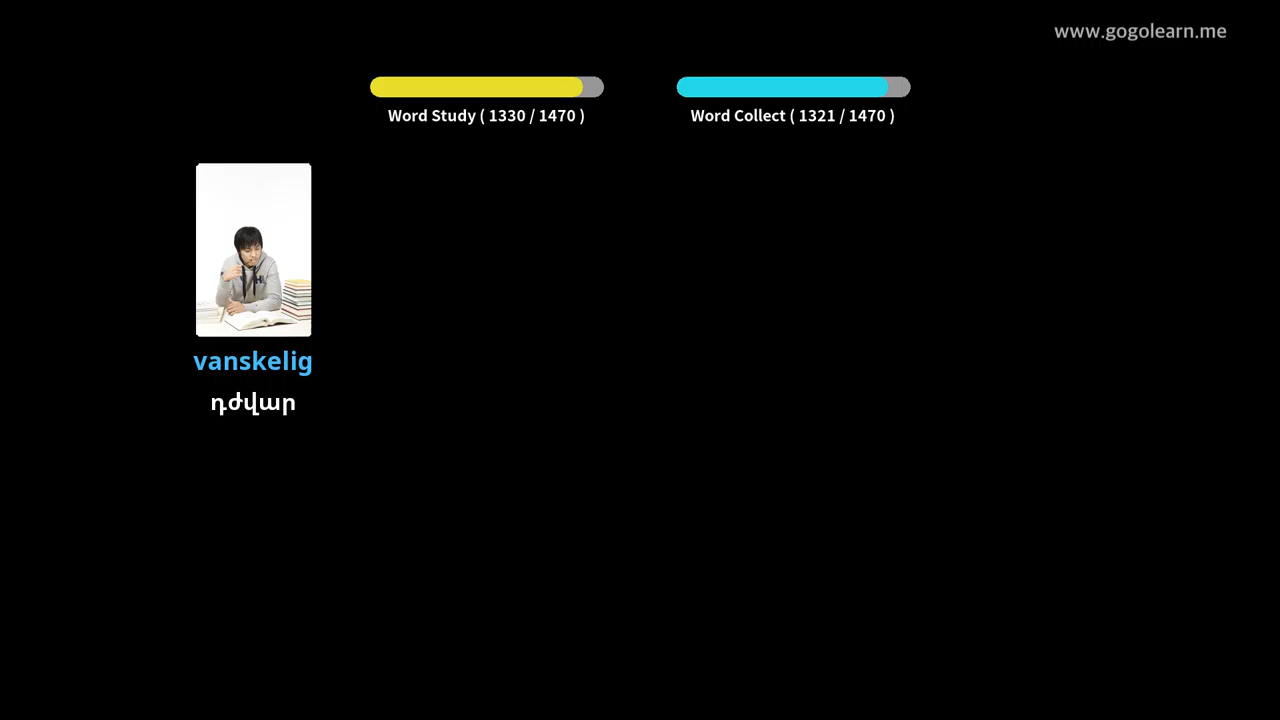 www.gogolearn.me
Word Study ( 1330 / 1470 )
Word Collect ( 1321 / 1470 )
vanskelig
դժվար